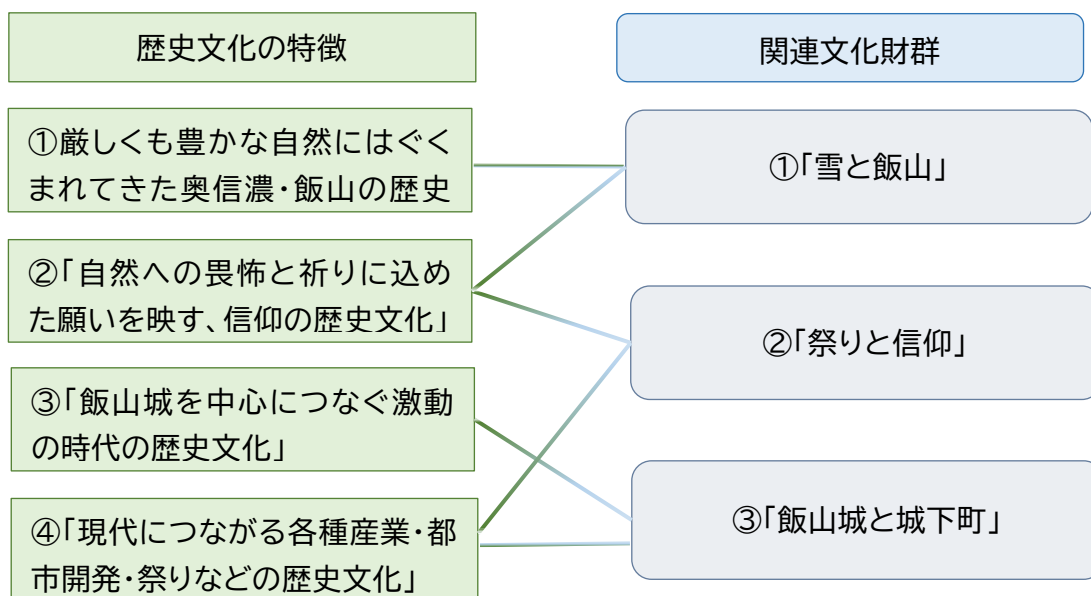 歴史文化の特徴
関連文化財群
①厳しくも豊かな自然にはぐく
まれてきた奥信濃・飯山の歴史
②「自然への畏怖と祈りに込め
た願いを映す、信仰の歴史文化」
③「飯山城を中心につなぐ激動
の時代の歴史文化」
④「現代につながる各種産業・都
市開発・祭りなどの歴史文化」
①「雪と飯山」
②「祭りと信仰」
③「飯山城と城下町」